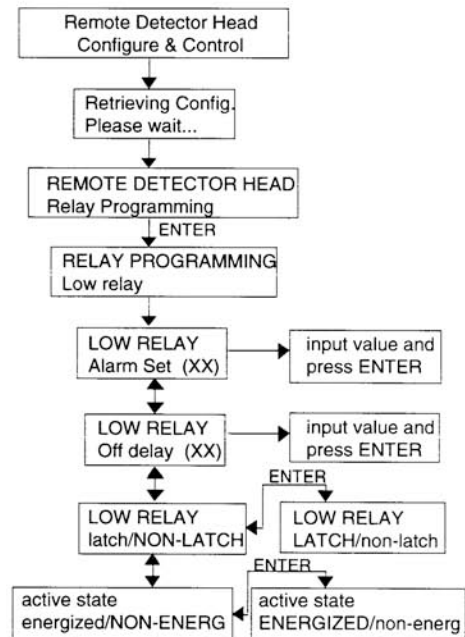 Remote Detector Head
Configure & Control
Retrieving Config.
Please wait...
REMOTE DETECTOR HEAD
Relay Programming
ENTER
RELAY PROGRAMMING
Low relay
LOW RELAY
Alarm Set (XX)
input value and
press ENTER
LOW RELAY
Off delay (XX)
input value and
press ENTER
ENTER
LOW RELAY
latch/NON-LATCH
LOW RELAY
LATCH/non-latch
ENTER
active state
energized/NON-ENERG
active state
ENERGIZED/non-energ